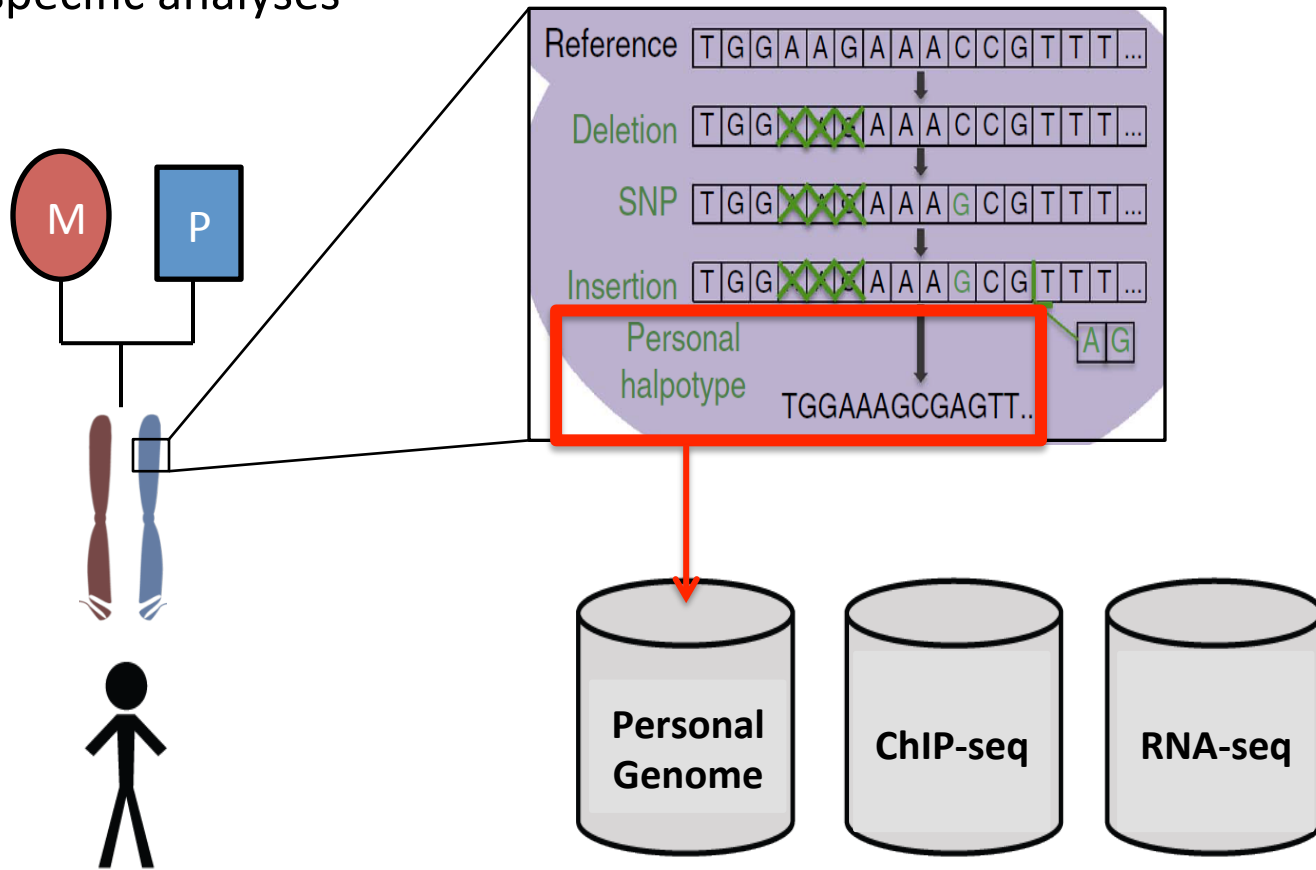 specific analyses
Reference T G G A A G A A A C C G T T T ...
Deletion T G G A A G A A A C C G T T T ...
SNP T G G A A G A A A G C G T T T ...
Insertion T G G A A G A A A G C G T T T ...
A G
Personal
halpotype
TGGAAAGCGAGTT..
M P
Personal
Genome
ChIP-seq
RNA-seq